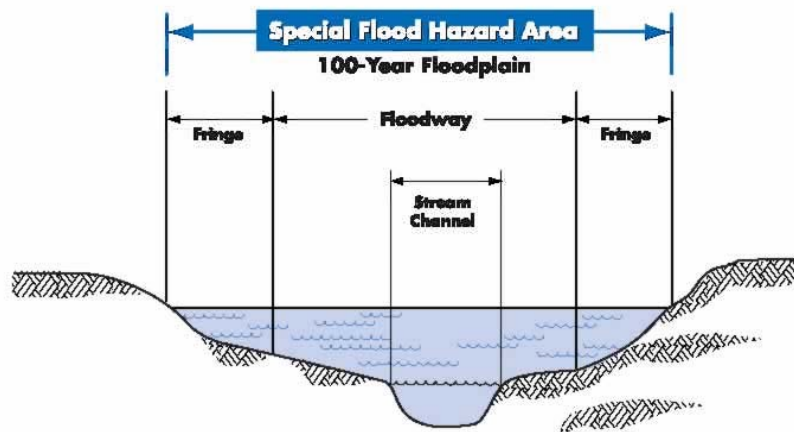 Special Flood Hazard Area
100-Year Floodplain
Fringe
Floodway
Fringe
Stream
Channel